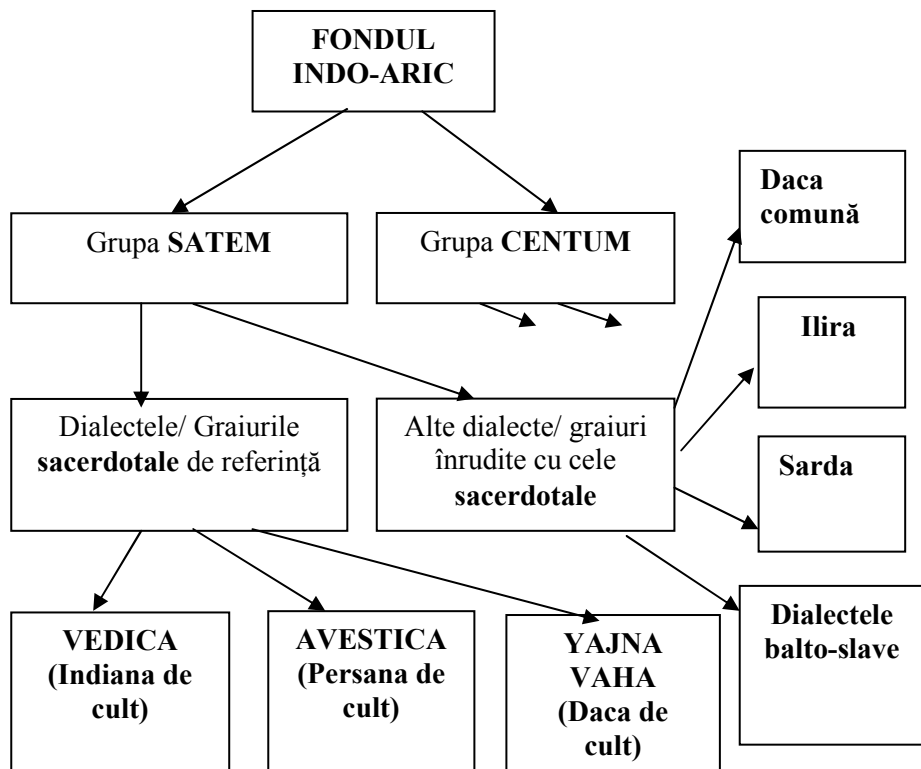 FONDUL
INDO-ARIC
Grupa SATEM
Grupa CENTUM
Daca
comună
Ilira
Sarda
Dialectele
balto-slave
Dialectele/ Graiurile
sacerdotale de referință
Alte dialecte/ graiuri
înrudite cu cele
sacerdotale
VEDICA
(Indiana de
cult)
AVESTICA
(Persana de
cult)
YAJNA
VAHA
(Daca de
cult)